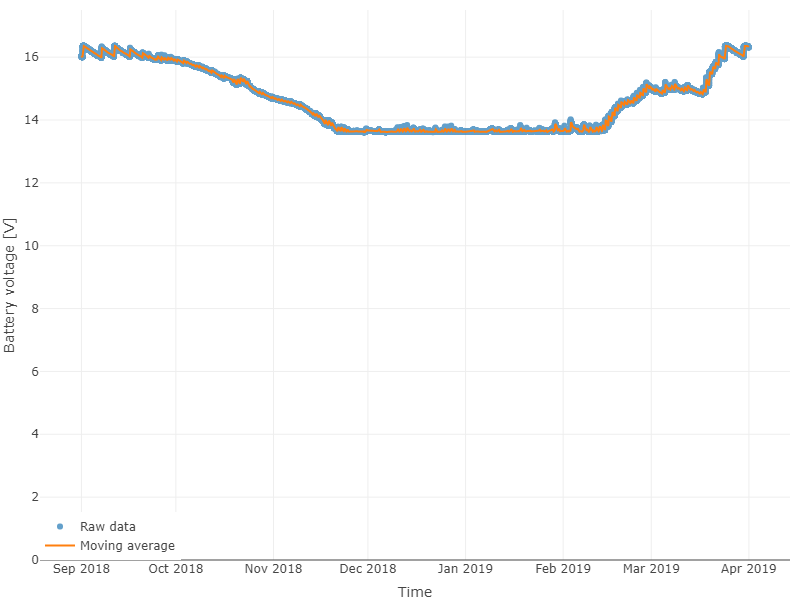 Battery voltage [V]
16
14
12
10
8
6
4
2
0
Raw data
Moving average
Sep 2018 Oct 2018 Nov 2018 Dec 2018 Jan 2019 Feb 2019 Mar 2019 Apr 2019
Time